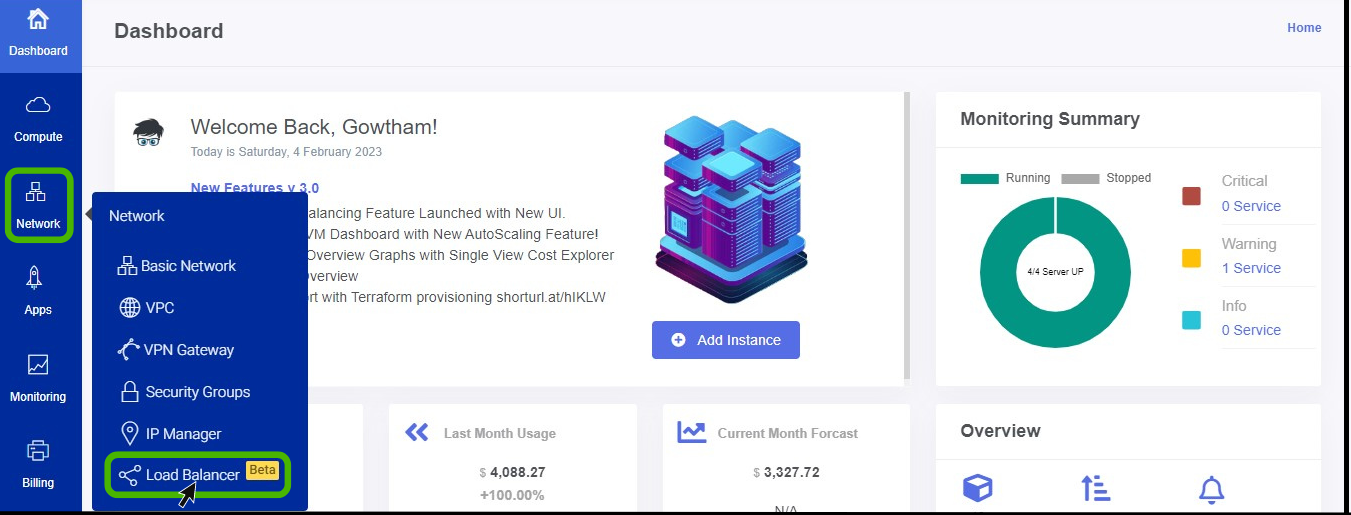 Dashboard
Compute
Network
Apps
Monitoring
Billing
Dashboard
Home
Welcome Back, Gowtham!
Today is Saturday, 4 February 2023
New Features v 3.0
alancing Feature Launched with New UI.
VM Dashboard with New AutoScaling Feature!
Overview Graphs with Single View Cost Explorer
verview
rt with Terraform provisioning shorturl.at/hIKLW
Add Instance
Network
Basic Network
VPC
VPN Gateway
Security Groups
IP Manager
Load Balancer Beta
Monitoring Summary
Running Stopped
4/4 Server UP
Critical
0 Service
Warning
1 Service
Info
0 Service
Last Month Usage
$ 4,088.27
+100.00%
Current Month Forcast
$ 3,327.72
N/A
Overview